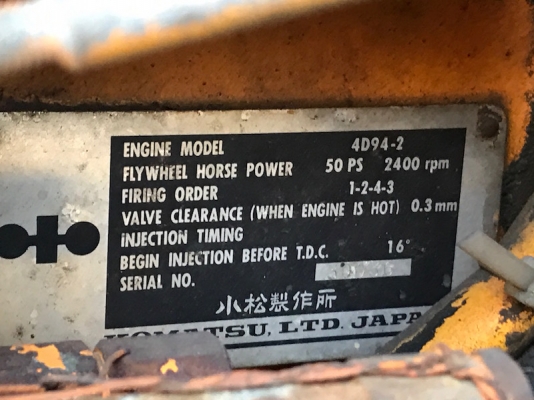 ENGINE MODEL 4D94-2
FLYWHEEL HORSE POWER 50 PS 2400 rpm
FIRING ORDER 1-2-4-3
VALVE CLEARANCE (WHEN ENGINE IS HOT) 0.3 mm
INJECTION TIMING
BEGIN INJECTION BEFORE T.D.C. 16°
SERIAL NO.
小松製作所
KOMATSU, LTD. JAPA